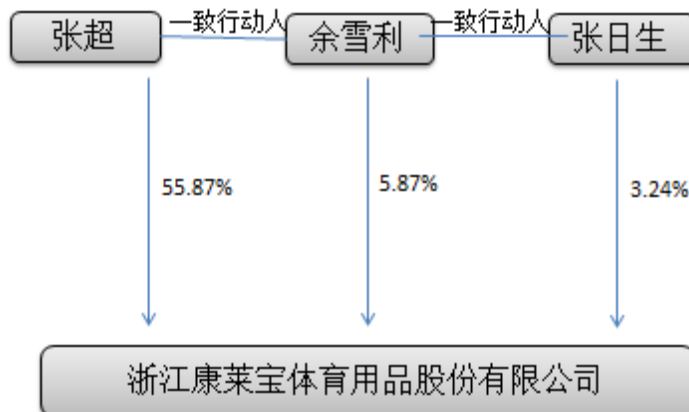 张超 一致行动人 余雪利 一致行动人 张日生
55.87% 5.87% 3.24%
浙江康莱宝体育用品股份有限公司